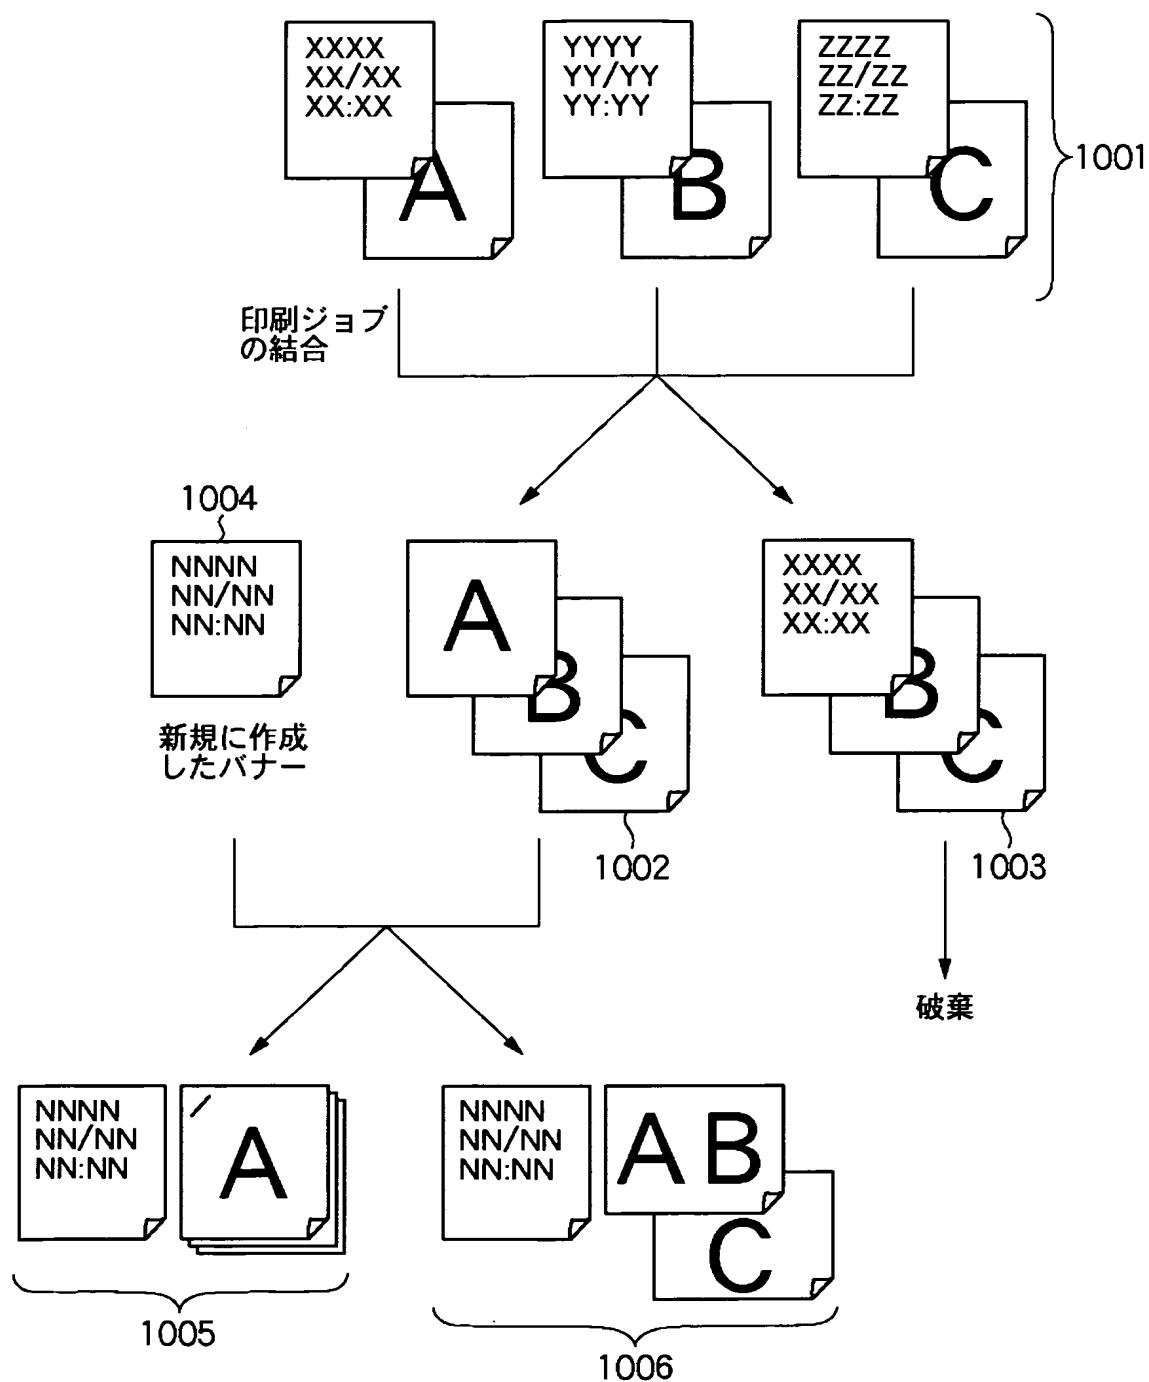 XXXX
XX/XX
XX:XX
A
YYYY
YY/YY
YY:YY
B
ZZZZ
ZZ/ZZ
ZZ:ZZ
C
1001
印刷ジョブ
の結合
1004
NNNN
NN/NN
NN:NN
新規に作成
したバナー
A
B
C
1002
XXXX
XX/XX
XX:XX
B
C
1003
破棄
NNNN
NN/NN
NN:NN
A
1005
NNNN
NN/NN
NN:NN
A B
C
1006